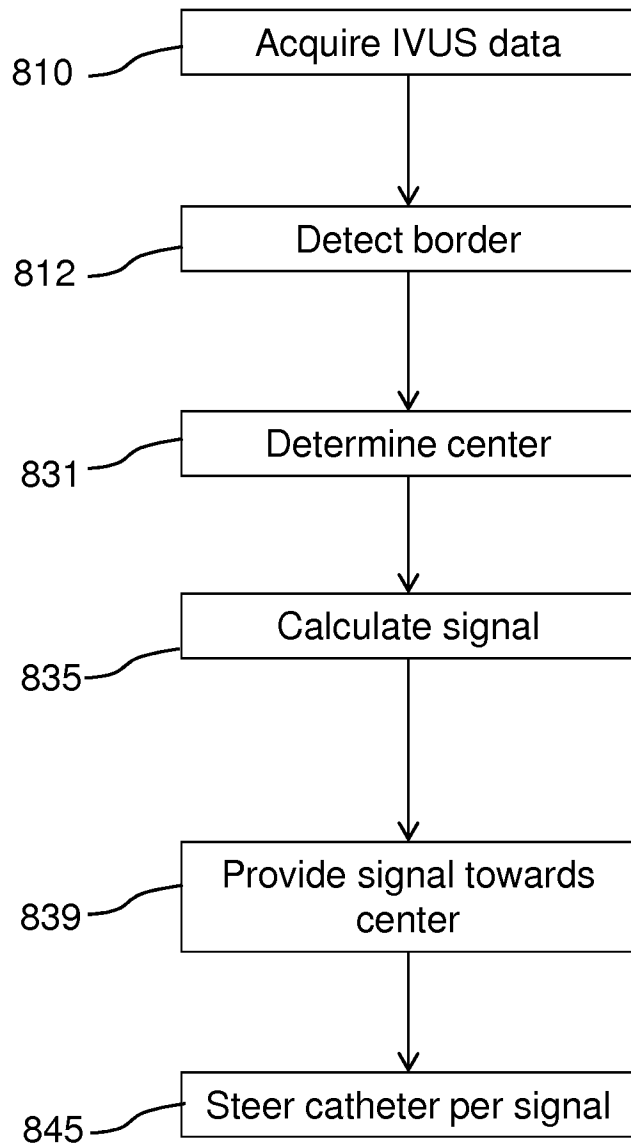 Acquire IVUS data
810
Detect border
812
Determine center
831
Calculate signal
835
Provide signal towards
center
839
Steer catheter per signal
845